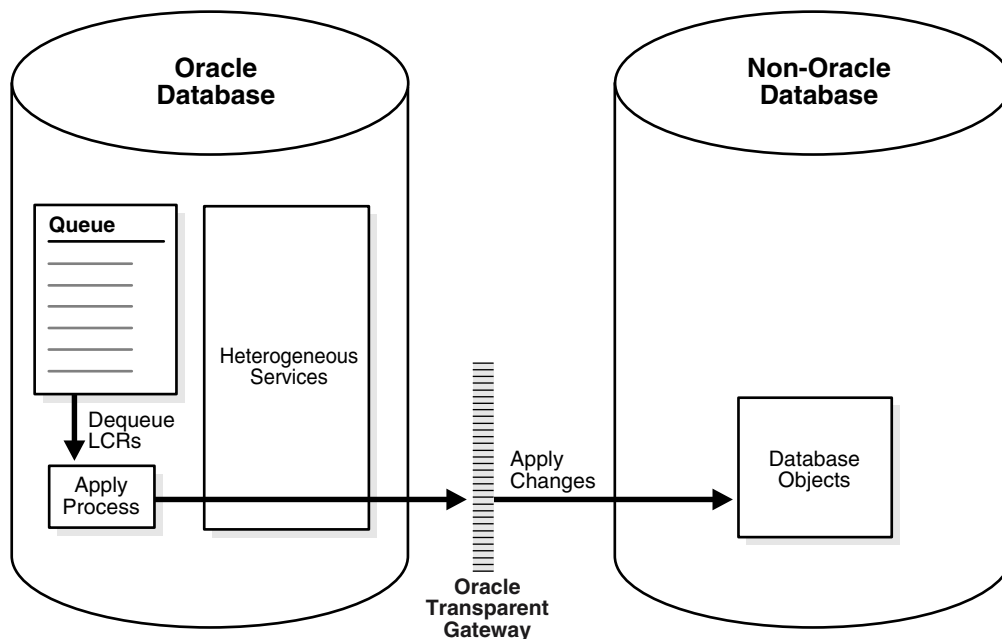 Oracle
Database
Non-Oracle
Database
Queue
Heterogeneous
Services
Dequeue
LCRs
Apply
Process
Apply
Changes
Database
Objects
Oracle
Transparent
Gateway